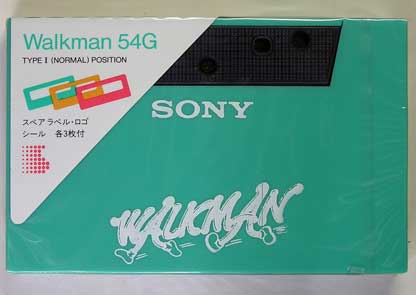 Walkman 54G
TYPE I (NORMAL) POSITION
スペアラベル・ロゴ
シール 各3枚付
SONY
WALKMAN